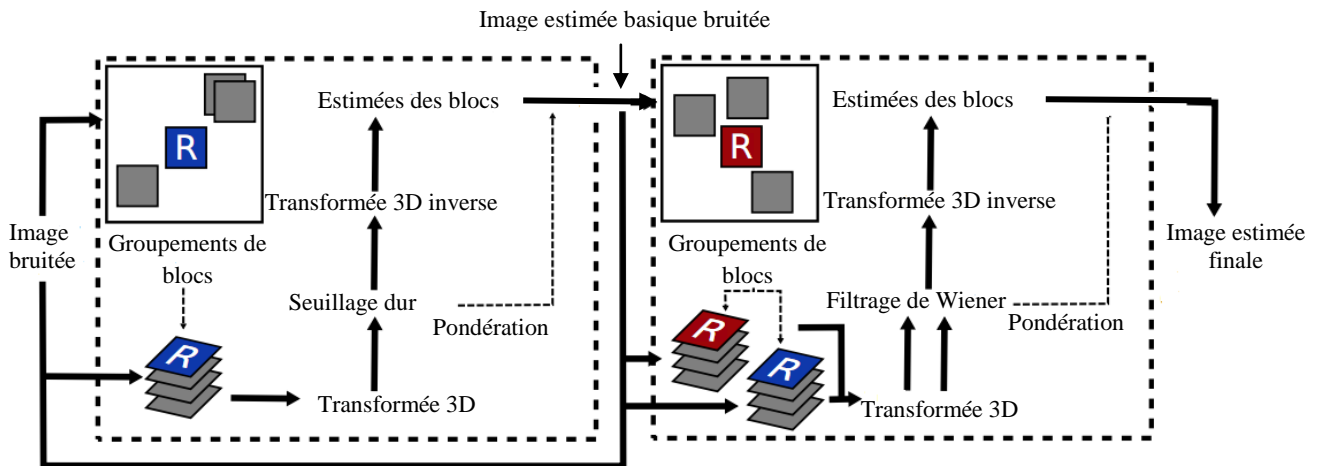 Image estimée basique bruitée
Estimées des blocs
R
Transformée 3D inverse
Groupements de
blocs
Image
bruitée
Seuillage dur
Pondération
R
Transformée 3D
Estimées des blocs
R
Transformée 3D inverse
Groupements de
blocs
Image estimée
finale
Filtrage de Wiener
Pondération
R
R
Transformée 3D